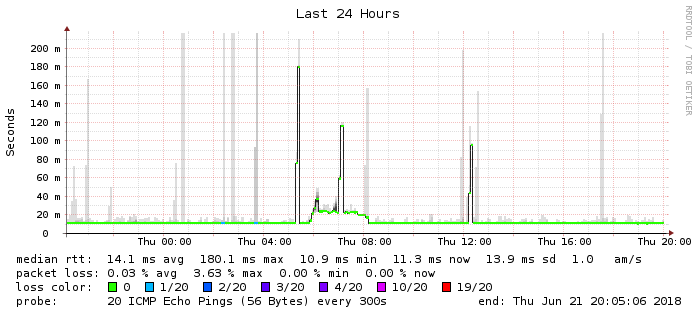 Last 24 Hours
RRDTOOL / TOBI OETIKER
Seconds
200 m
180 m
160 m
140 m
120 m
100 m
80 m
60 m
40 m
20 m
0
Thu 00:00 Thu 04:00 Thu 08:00 Thu 12:00 Thu 16:00 Thu 20:00
median rtt: 14.1 ms avg 180.1 ms max 10.9 ms min 11.3 ms now 13.9 ms sd 1.0 am/s
packet loss: 0.03 % avg 3.63 % max 0.00 % min 0.00 % now
loss color: 0 1/20 2/20 3/20 4/20 10/20 19/20
probe: 20 ICMP Echo Pings (56 Bytes) every 300s end: Thu Jun 21 20:05:06 2018